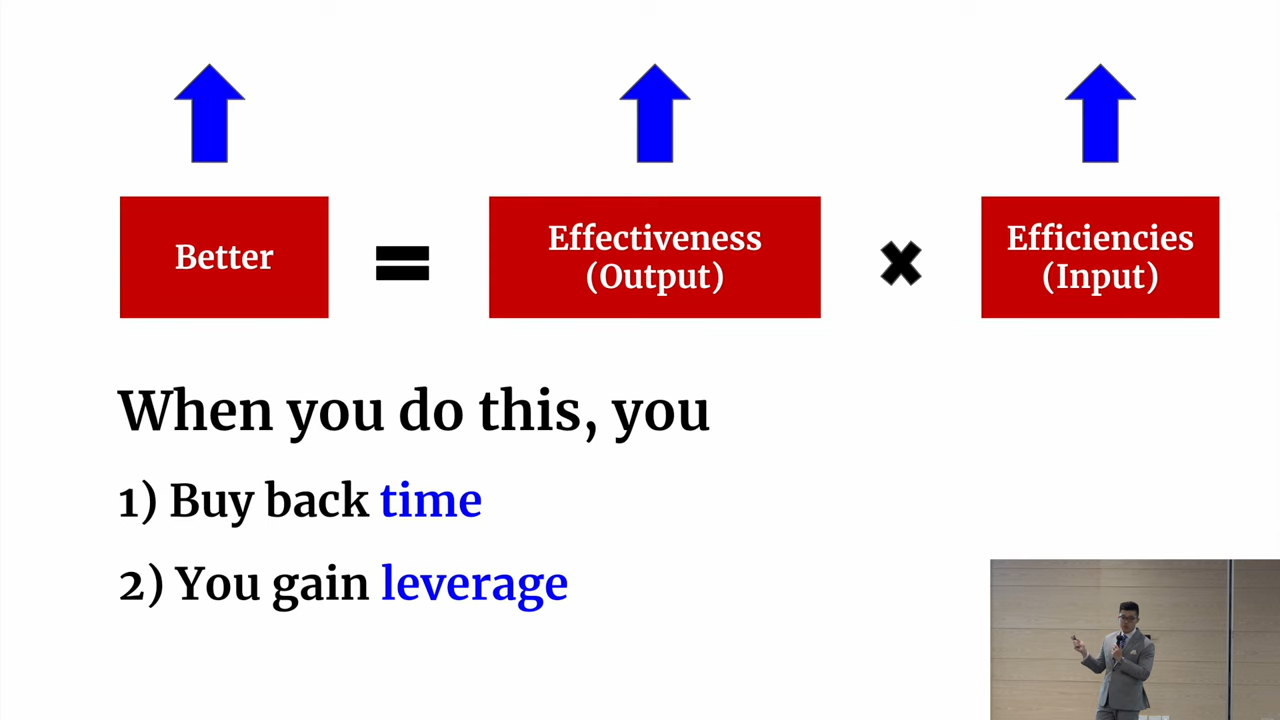 Better
=
Effectiveness
(Output)
×
Efficiencies
(Input)
When you do this, you
1) Buy back time
2) You gain leverage